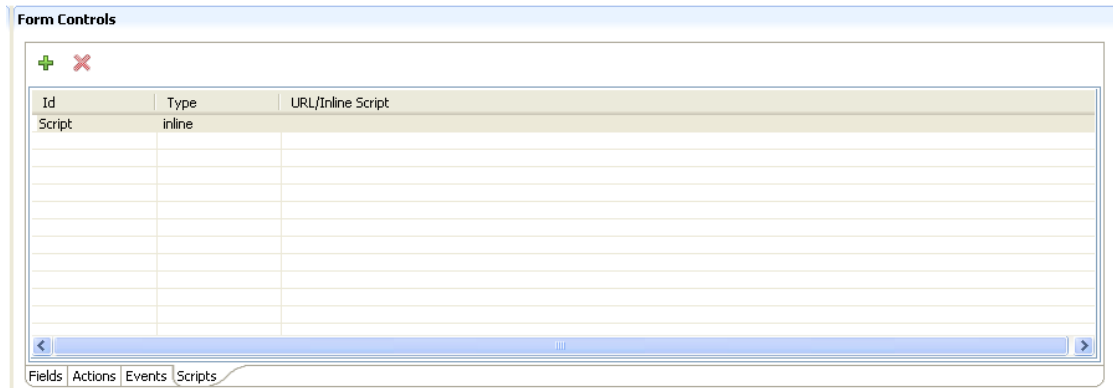 Form Controls
Id Type URL/Inline Script
Script inline
Fields Actions Events Scripts